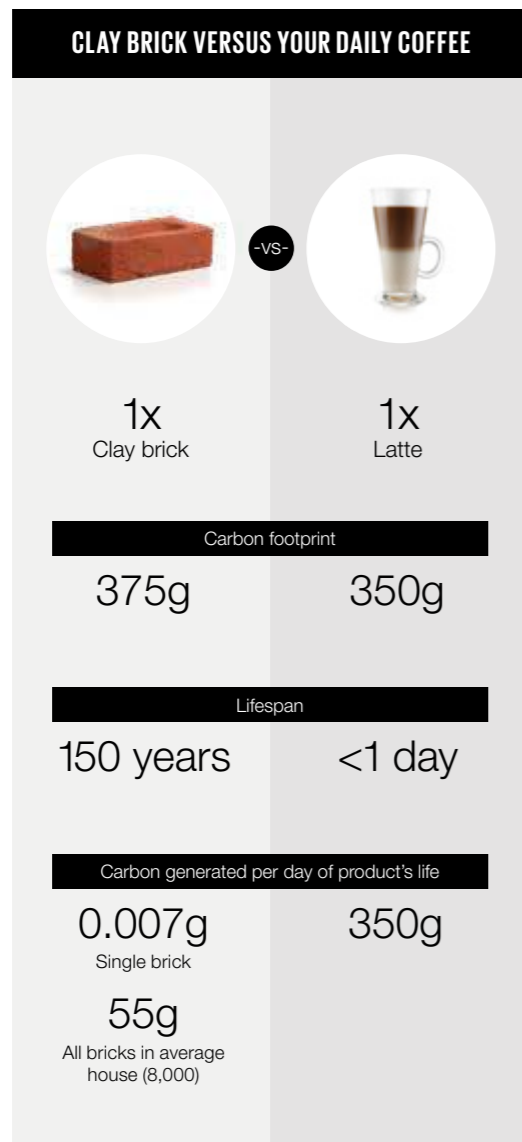 CLAY BRICK VERSUS YOUR DAILY COFFEE
-vs-
1x
Clay brick
1x
Latte
Carbon footprint
375g
350g
Lifespan
150 years
<1 day
Carbon generated per day of product's life
0.007g
Single brick
350g
55g
All bricks in average
house (8,000)